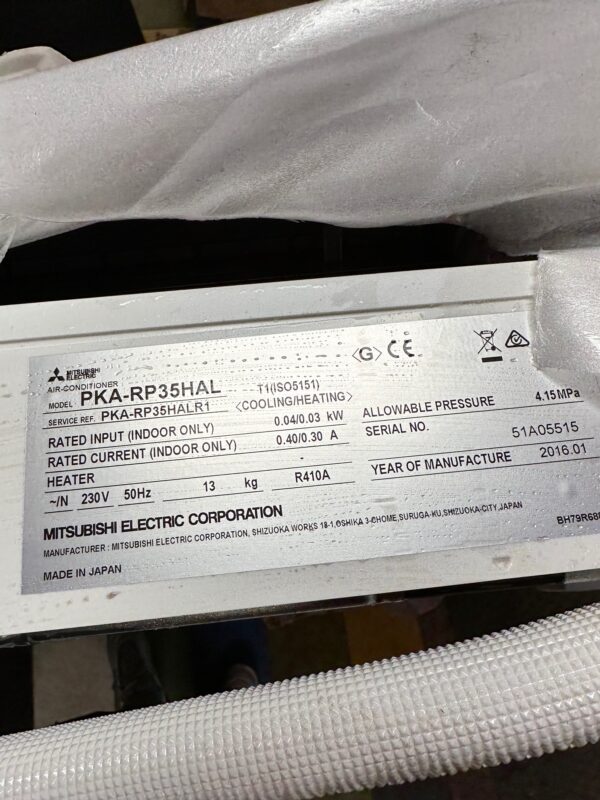 MITSUBISHI
ELECTRIC
AIR-CONDITIONER
MODEL PKA-RP35HAL
SERVICE REF. PKA-RP35HALR1
T1(ISO5151)
<COOLING/HEATING>
<G> CE
RATED INPUT (INDOOR ONLY) 0.04/0.03 kW
RATED CURRENT (INDOOR ONLY) 0.40/0.30 A
HEATER -
~/N 230V 50Hz 13 kg R410A
ALLOWABLE PRESSURE 4.15MPa
SERIAL NO. 51A05515
YEAR OF MANUFACTURE 2016.01
MITSUBISHI ELECTRIC CORPORATION
MANUFACTURER : MITSUBISHI ELECTRIC CORPORATION, SHIZUOKA WORKS 18-1,OSHIKA 3-CHOME,SURUGA-KU,SHIZUOKA-CITY,JAPAN
MADE IN JAPAN